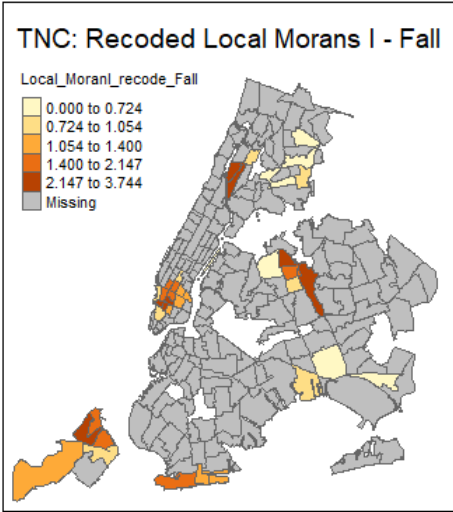 TNC: Recoded Local Morans I - Fall
Local_MoranI_recode_Fall
0.000 to 0.724
0.724 to 1.054
1.054 to 1.400
1.400 to 2.147
2.147 to 3.744
Missing